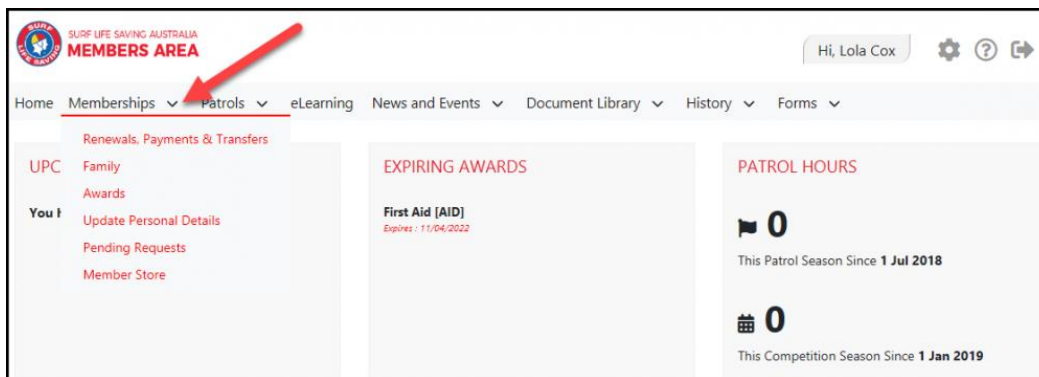 SURF LIFE SAVING AUSTRALIA
MEMBERS AREA
Hi, Lola Cox
Home Memberships Patrols eLearning News and Events Document Library History Forms
Renewals, Payments & Transfers
Family
Awards
Update Personal Details
Pending Requests
Member Store
UPC
You h
EXPIRING AWARDS
First Aid [AID]
Expires : 11/04/2022
PATROL HOURS
0
This Patrol Season Since 1 Jul 2018
0
This Competition Season Since 1 Jan 2019